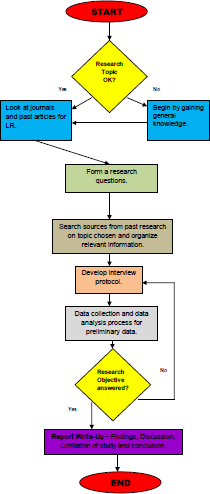 START
Research
Topic
OK?
Yes
No
Look at journals
and past articles for
LR.
Begin by gaining
general
knowledge.
Form a research
questions.
Search sources from past research
on topic chosen and organize
relevant information.
Develop interview
protocol.
Data collection and data
analysis process for
preliminary data.
Research
Objective
answered?
No
Yes
Report Write-Up - Findings, Discussion,
Limitation of study and conclusion.
END